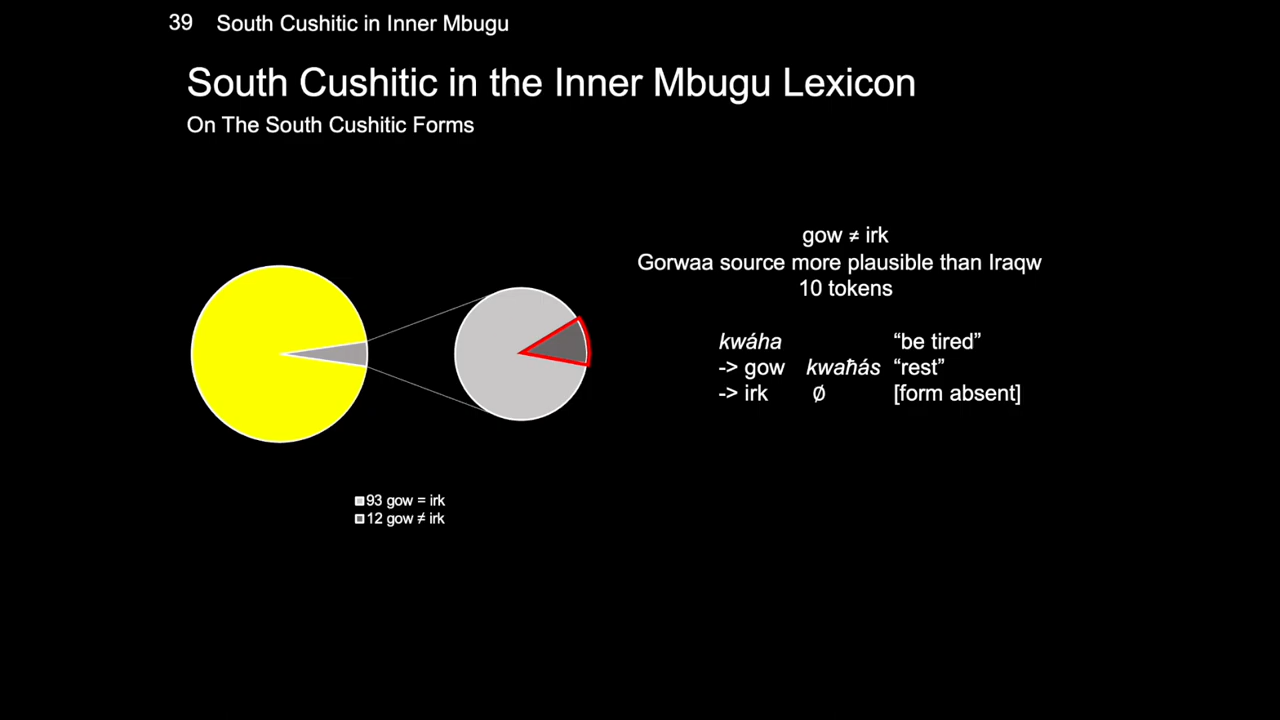 39 South Cushitic in Inner Mbugu
South Cushitic in the Inner Mbugu Lexicon
On The South Cushitic Forms
gow ≠ irk
Gorwaa source more plausible than Iraqw
10 tokens
kwáha “be tired”
-> gow kwaħás “rest”
-> irk Ø [form absent]
93 gow = irk
12 gow ≠ irk